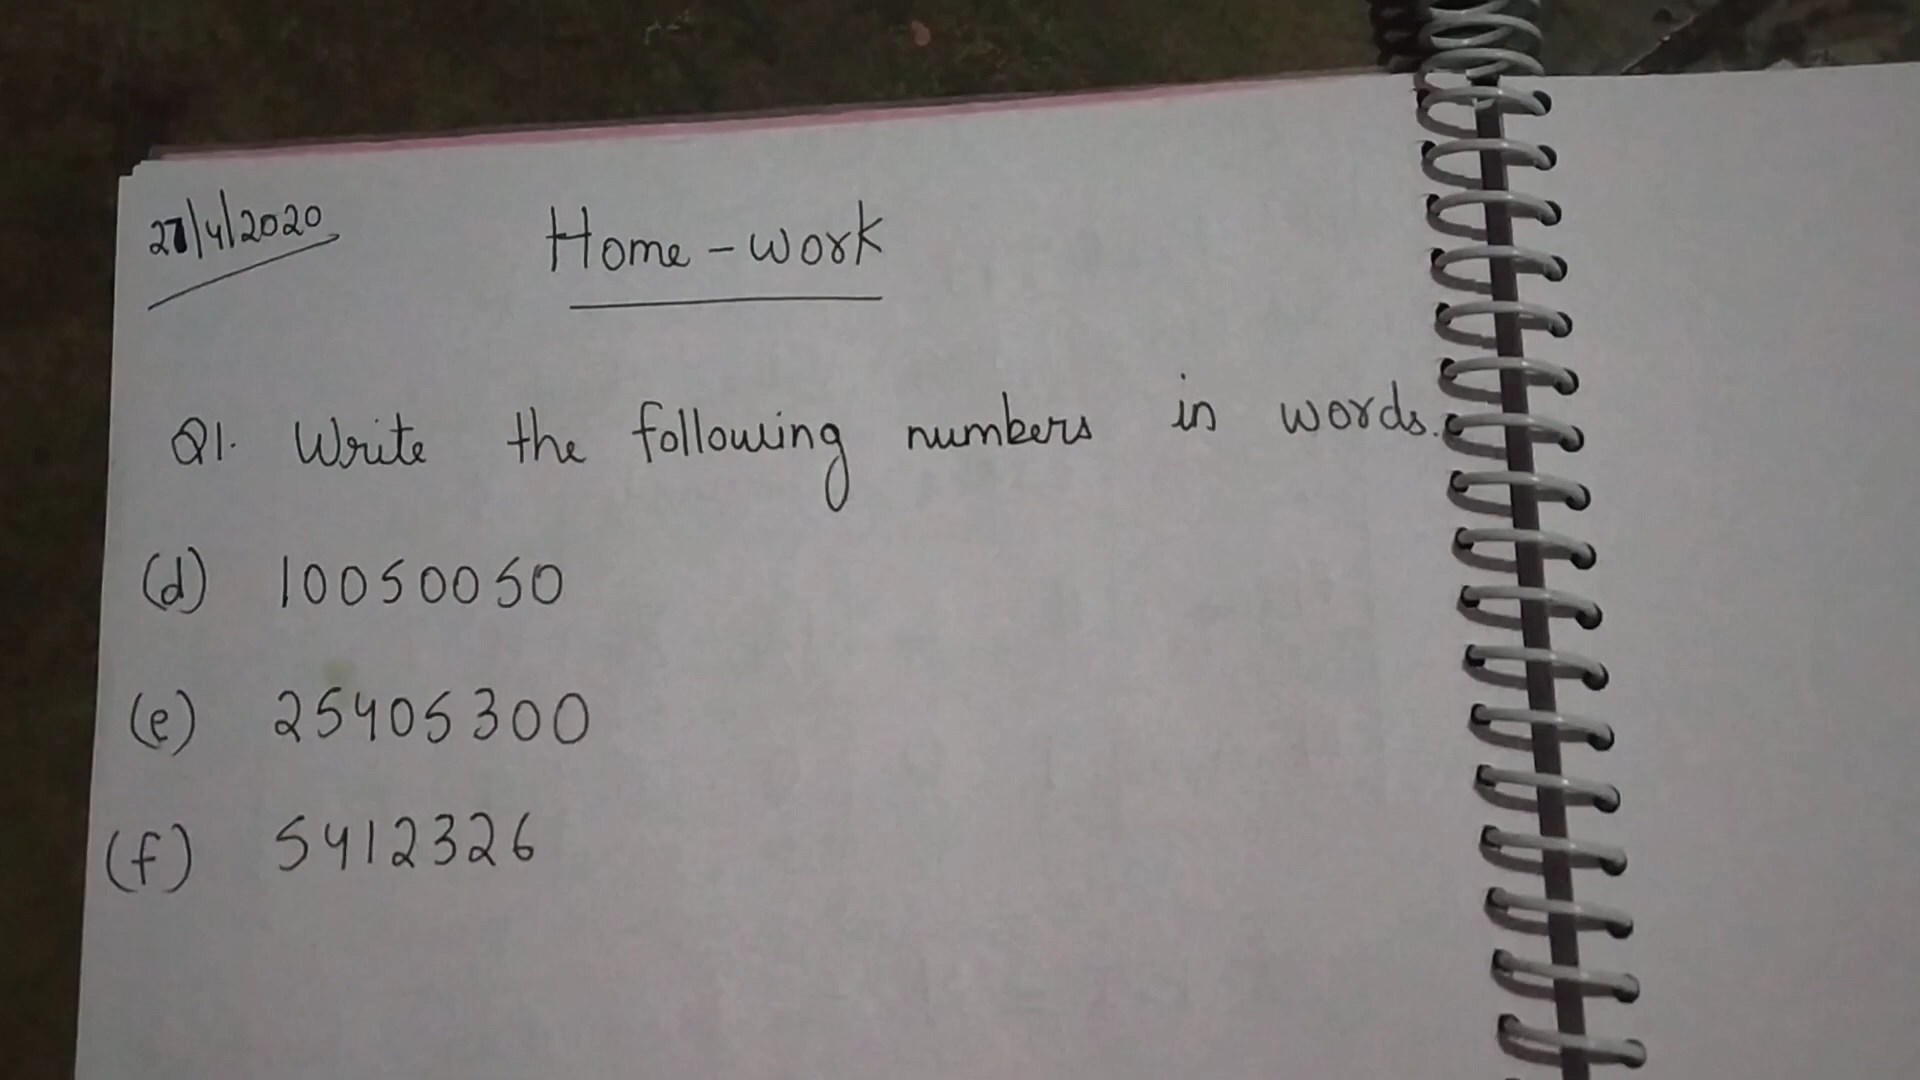 27/4/2020
Home-work
Q1. Write the following numbers in words.
(d) 10050050
(e) 25405300
(f) 5412326